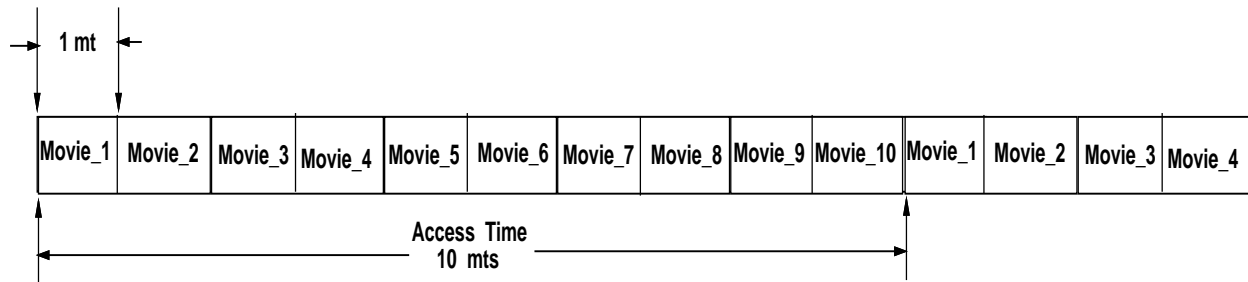 1 mt
Movie_1 Movie_2 Movie_3 Movie_4 Movie_5 Movie_6 Movie_7 Movie_8 Movie_9 Movie_10 Movie_1 Movie_2 Movie_3 Movie_4
Access Time
10 mts